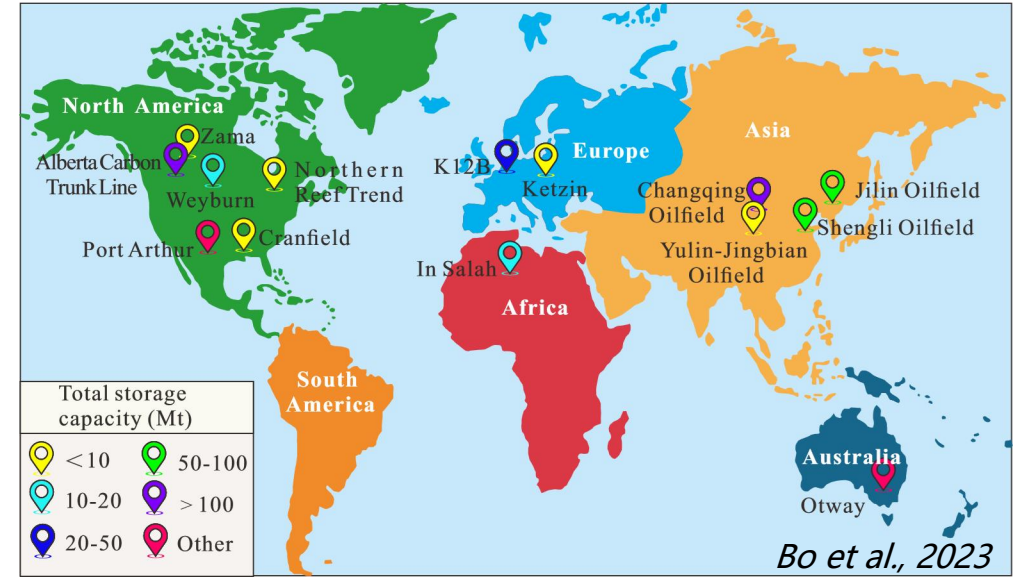 North America
Zama
Alberta Carbon
Trunk Line
Weyburn
Northern
Reef Trend
Port Arthur
Cranfield
K12B
Ketzin
Europe
Asia
Changqing
Oilfield
Jilin Oilfield
Shengli Oilfield
Yulin-Jingbian
Oilfield
In Salah
Africa
South
America
Australia
Otway
Total storage
capacity (Mt)
<10
50-100
10-20
>100
20-50
Other
Bo et al., 2023